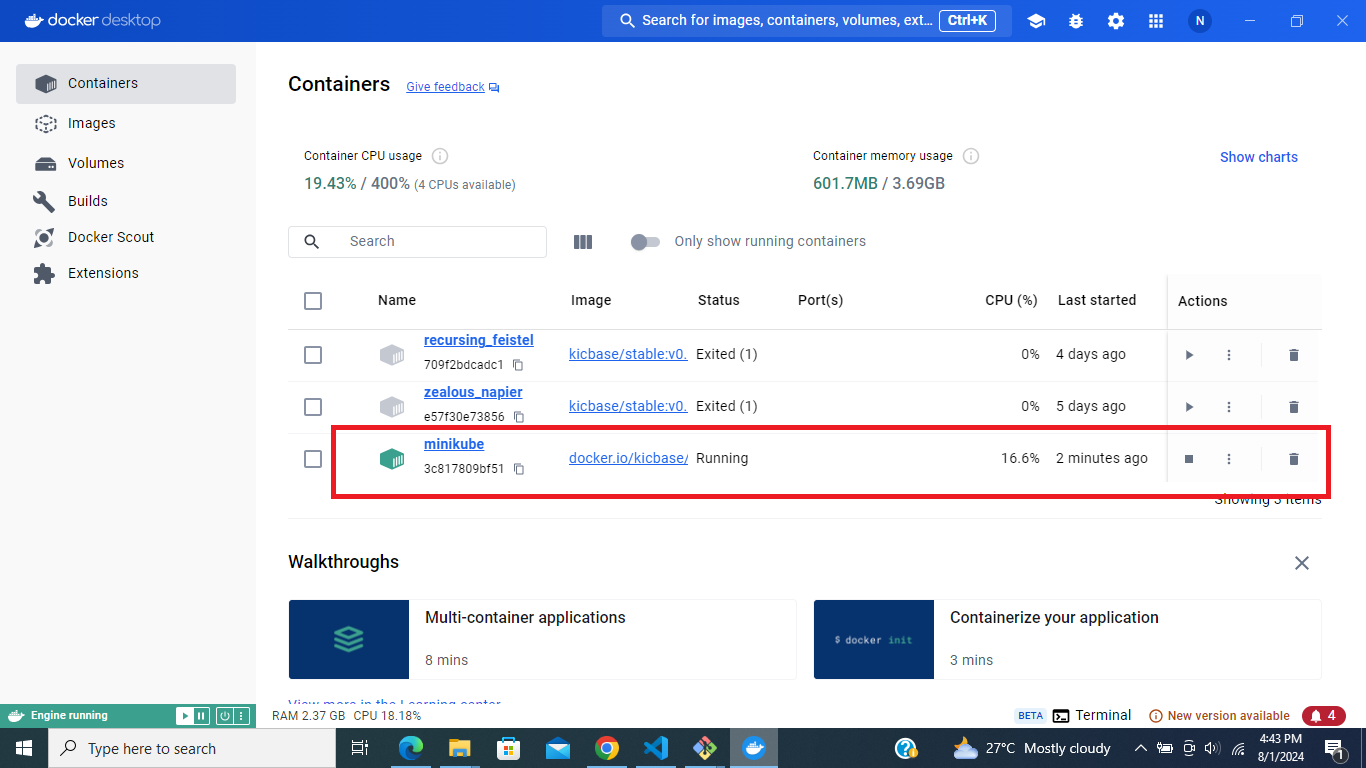 docker desktop
Search for images, containers, volumes, ext... Ctrl+K
N
Containers
Images
Volumes
Builds
Docker Scout
Extensions
Containers Give feedback
Container CPU usage
19.43% / 400% (4 CPUs available)
Container memory usage
601.7MB / 3.69GB
Show charts
Search
Only show running containers
Name Image Status Port(s) CPU (%) Last started Actions
recursing_feistel
709f2bdcadc1
kicbase/stable:v0. Exited (1) 0% 4 days ago
zealous_napier
e57f30e73856
kicbase/stable:v0. Exited (1) 0% 5 days ago
minikube
3c817809bf51
docker.io/kicbase/ Running 16.6% 2 minutes ago
Showing 3 items
Walkthroughs
Multi-container applications
8 mins
$ docker init
Containerize your application
3 mins
View more in the Learning center
Engine running
RAM 2.37 GB CPU 18.18%
BETA Terminal New version available 4
Type here to search
27°C Mostly cloudy
4:43 PM
8/1/2024
1